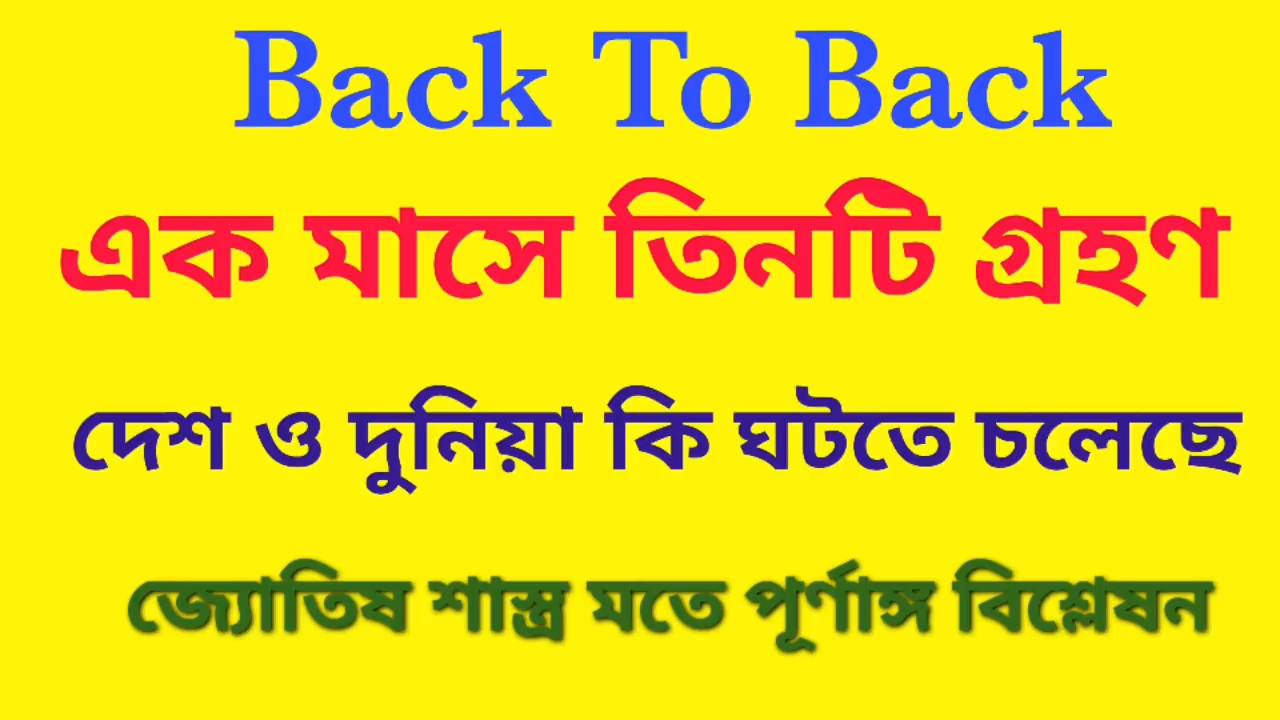 Back To Back
এক মাসে তিনটি গ্রহণ
দেশ ও দুনিয়া কি ঘটতে চলেছে
জ্যোতিষ শাস্ত্র মতে পূর্ণাঙ্গ বিশ্লেষন